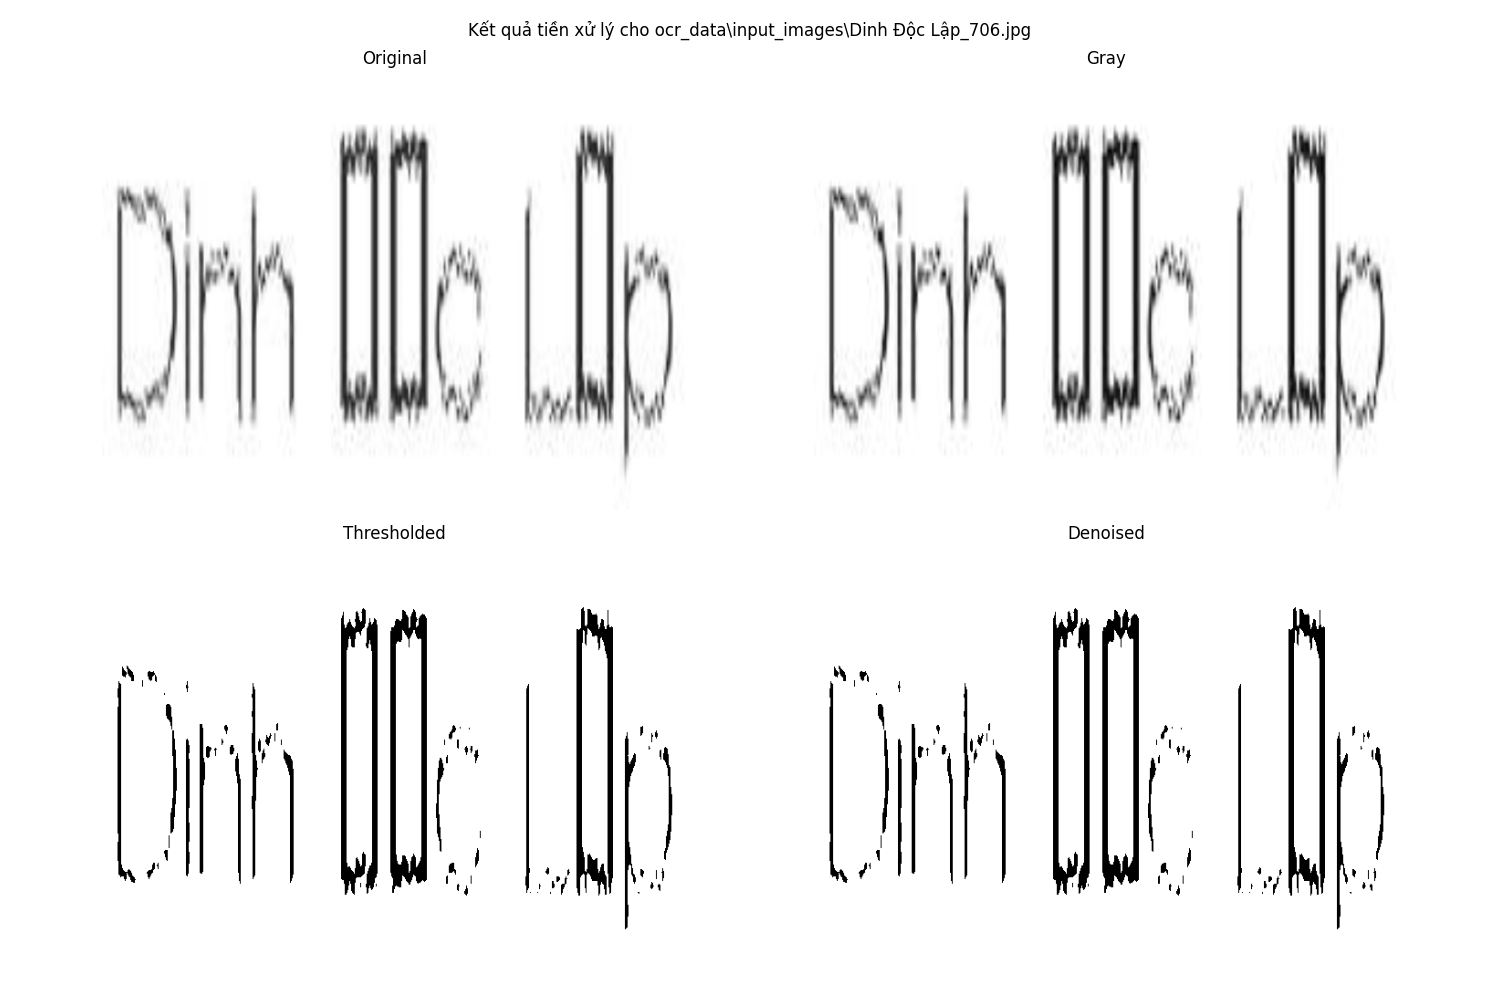 Kết quả tiền xử lý cho ocr_data\input_images\Dinh Độc Lập_706.jpg
Original
Gray
Dinh □□c L□p
Dinh □□c L□p
Thresholded
Denoised
Dinh □□c L□p
Dinh □□c L□p